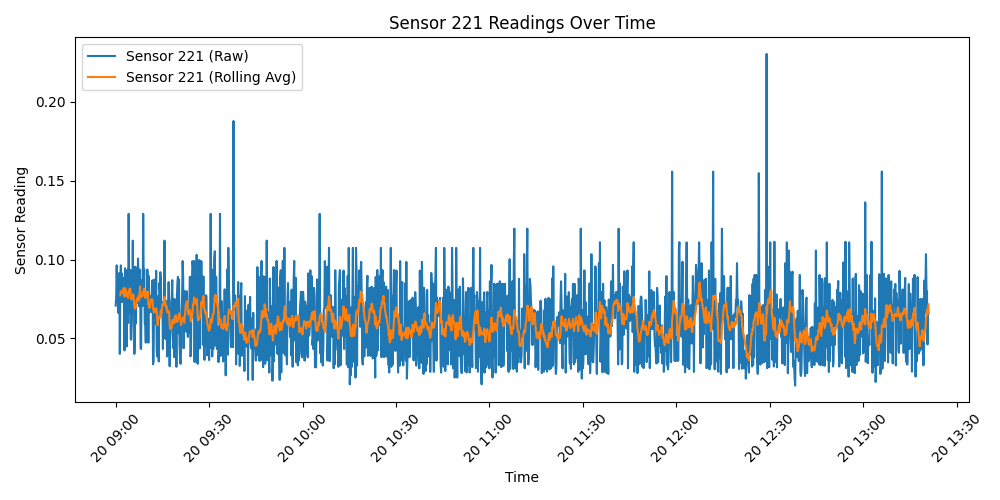 Sensor 221 Readings Over Time
Sensor 221 (Raw)
Sensor 221 (Rolling Avg)
Sensor Reading
0.20
0.15
0.10
0.05
20 09:00
20 09:30
20 10:00
20 10:30
20 11:00
20 11:30
20 12:00
20 12:30
20 13:00
20 13:30
Time